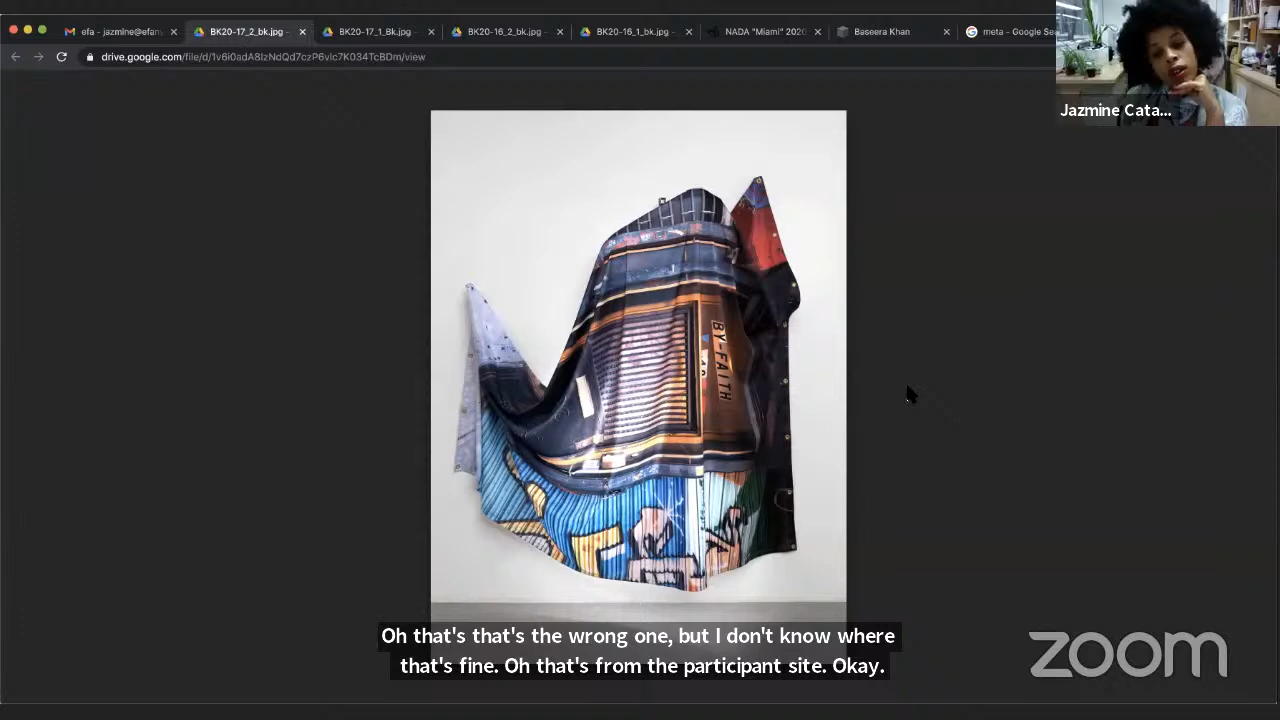 efa - jazmine@efan
BK20-17_2_bk.jpg -
BK20-17_1_Bk.jpg -
BK20-16_2_bk.jpg -
BK20-16_1_bk.jpg -
NADA "Miami" 2020
Baseera Khan
meta - Google Sea
drive.google.com/file/d/1v6i0adA8IzNdQd7czP6vlc7K034TcBDm/view
Jazmine Cata...
BY-FAITH
Oh that's that's the wrong one, but I don't know where
that's fine. Oh that's from the participant site. Okay.
zoom